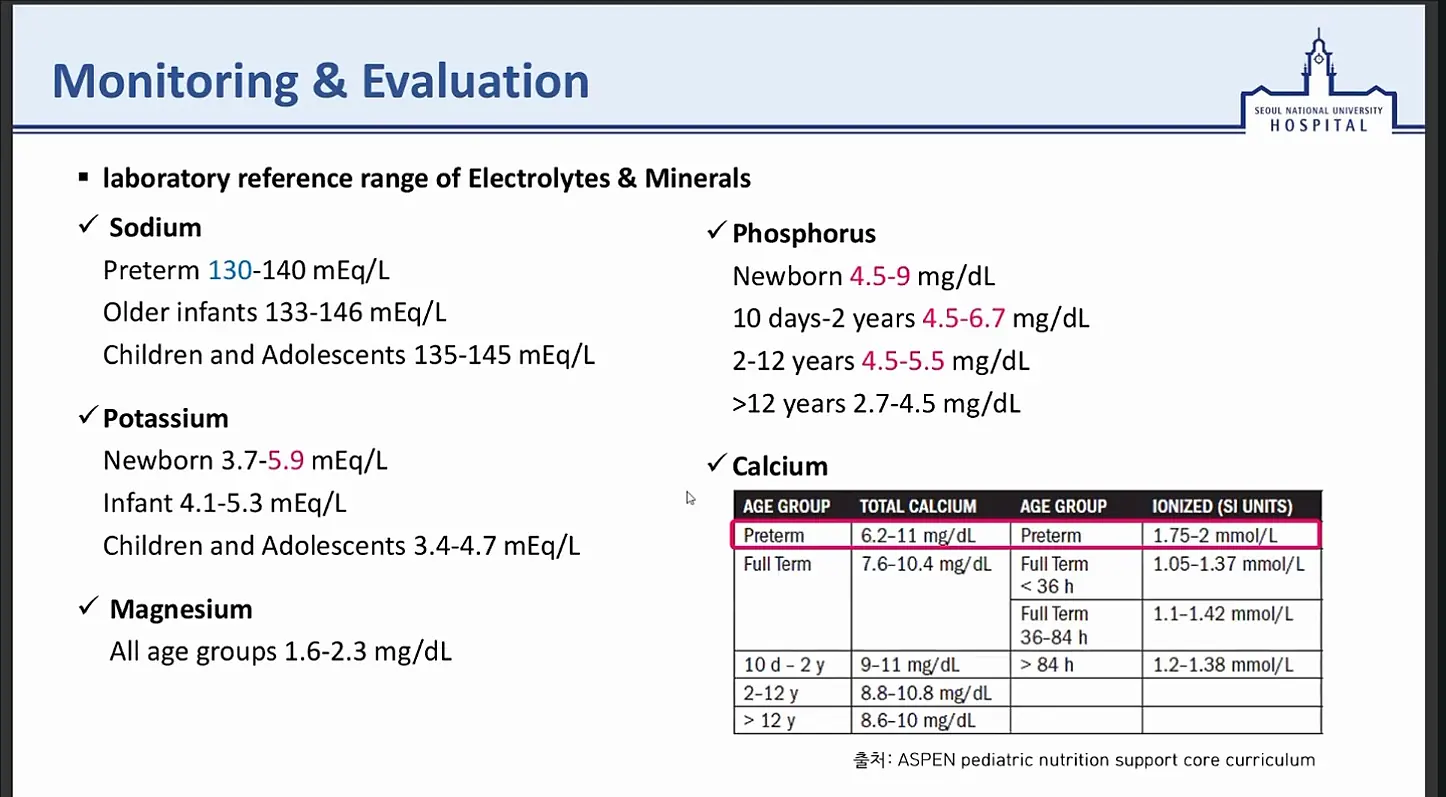 Monitoring & Evaluation
SEOUL NATIONAL UNIVERSITY
HOSPITAL
▪ laboratory reference range of Electrolytes & Minerals
✓ Sodium
Preterm 130-140 mEq/L
Older infants 133-146 mEq/L
Children and Adolescents 135-145 mEq/L
✓ Potassium
Newborn 3.7-5.9 mEq/L
Infant 4.1-5.3 mEq/L
Children and Adolescents 3.4-4.7 mEq/L
✓ Magnesium
All age groups 1.6-2.3 mg/dL
✓ Phosphorus
Newborn 4.5-9 mg/dL
10 days-2 years 4.5-6.7 mg/dL
2-12 years 4.5-5.5 mg/dL
>12 years 2.7-4.5 mg/dL
✓ Calcium
AGE GROUP TOTAL CALCIUM AGE GROUP IONIZED (SI UNITS)
Preterm 6.2–11 mg/dL Preterm 1.75–2 mmol/L
Full Term 7.6–10.4 mg/dL Full Term 1.05–1.37 mmol/L
< 36 h
Full Term 1.1–1.42 mmol/L
36–84 h
10 d – 2 y 9–11 mg/dL > 84 h 1.2–1.38 mmol/L
2–12 y 8.8–10.8 mg/dL
> 12 y 8.6–10 mg/dL
출처: ASPEN pediatric nutrition support core curriculum